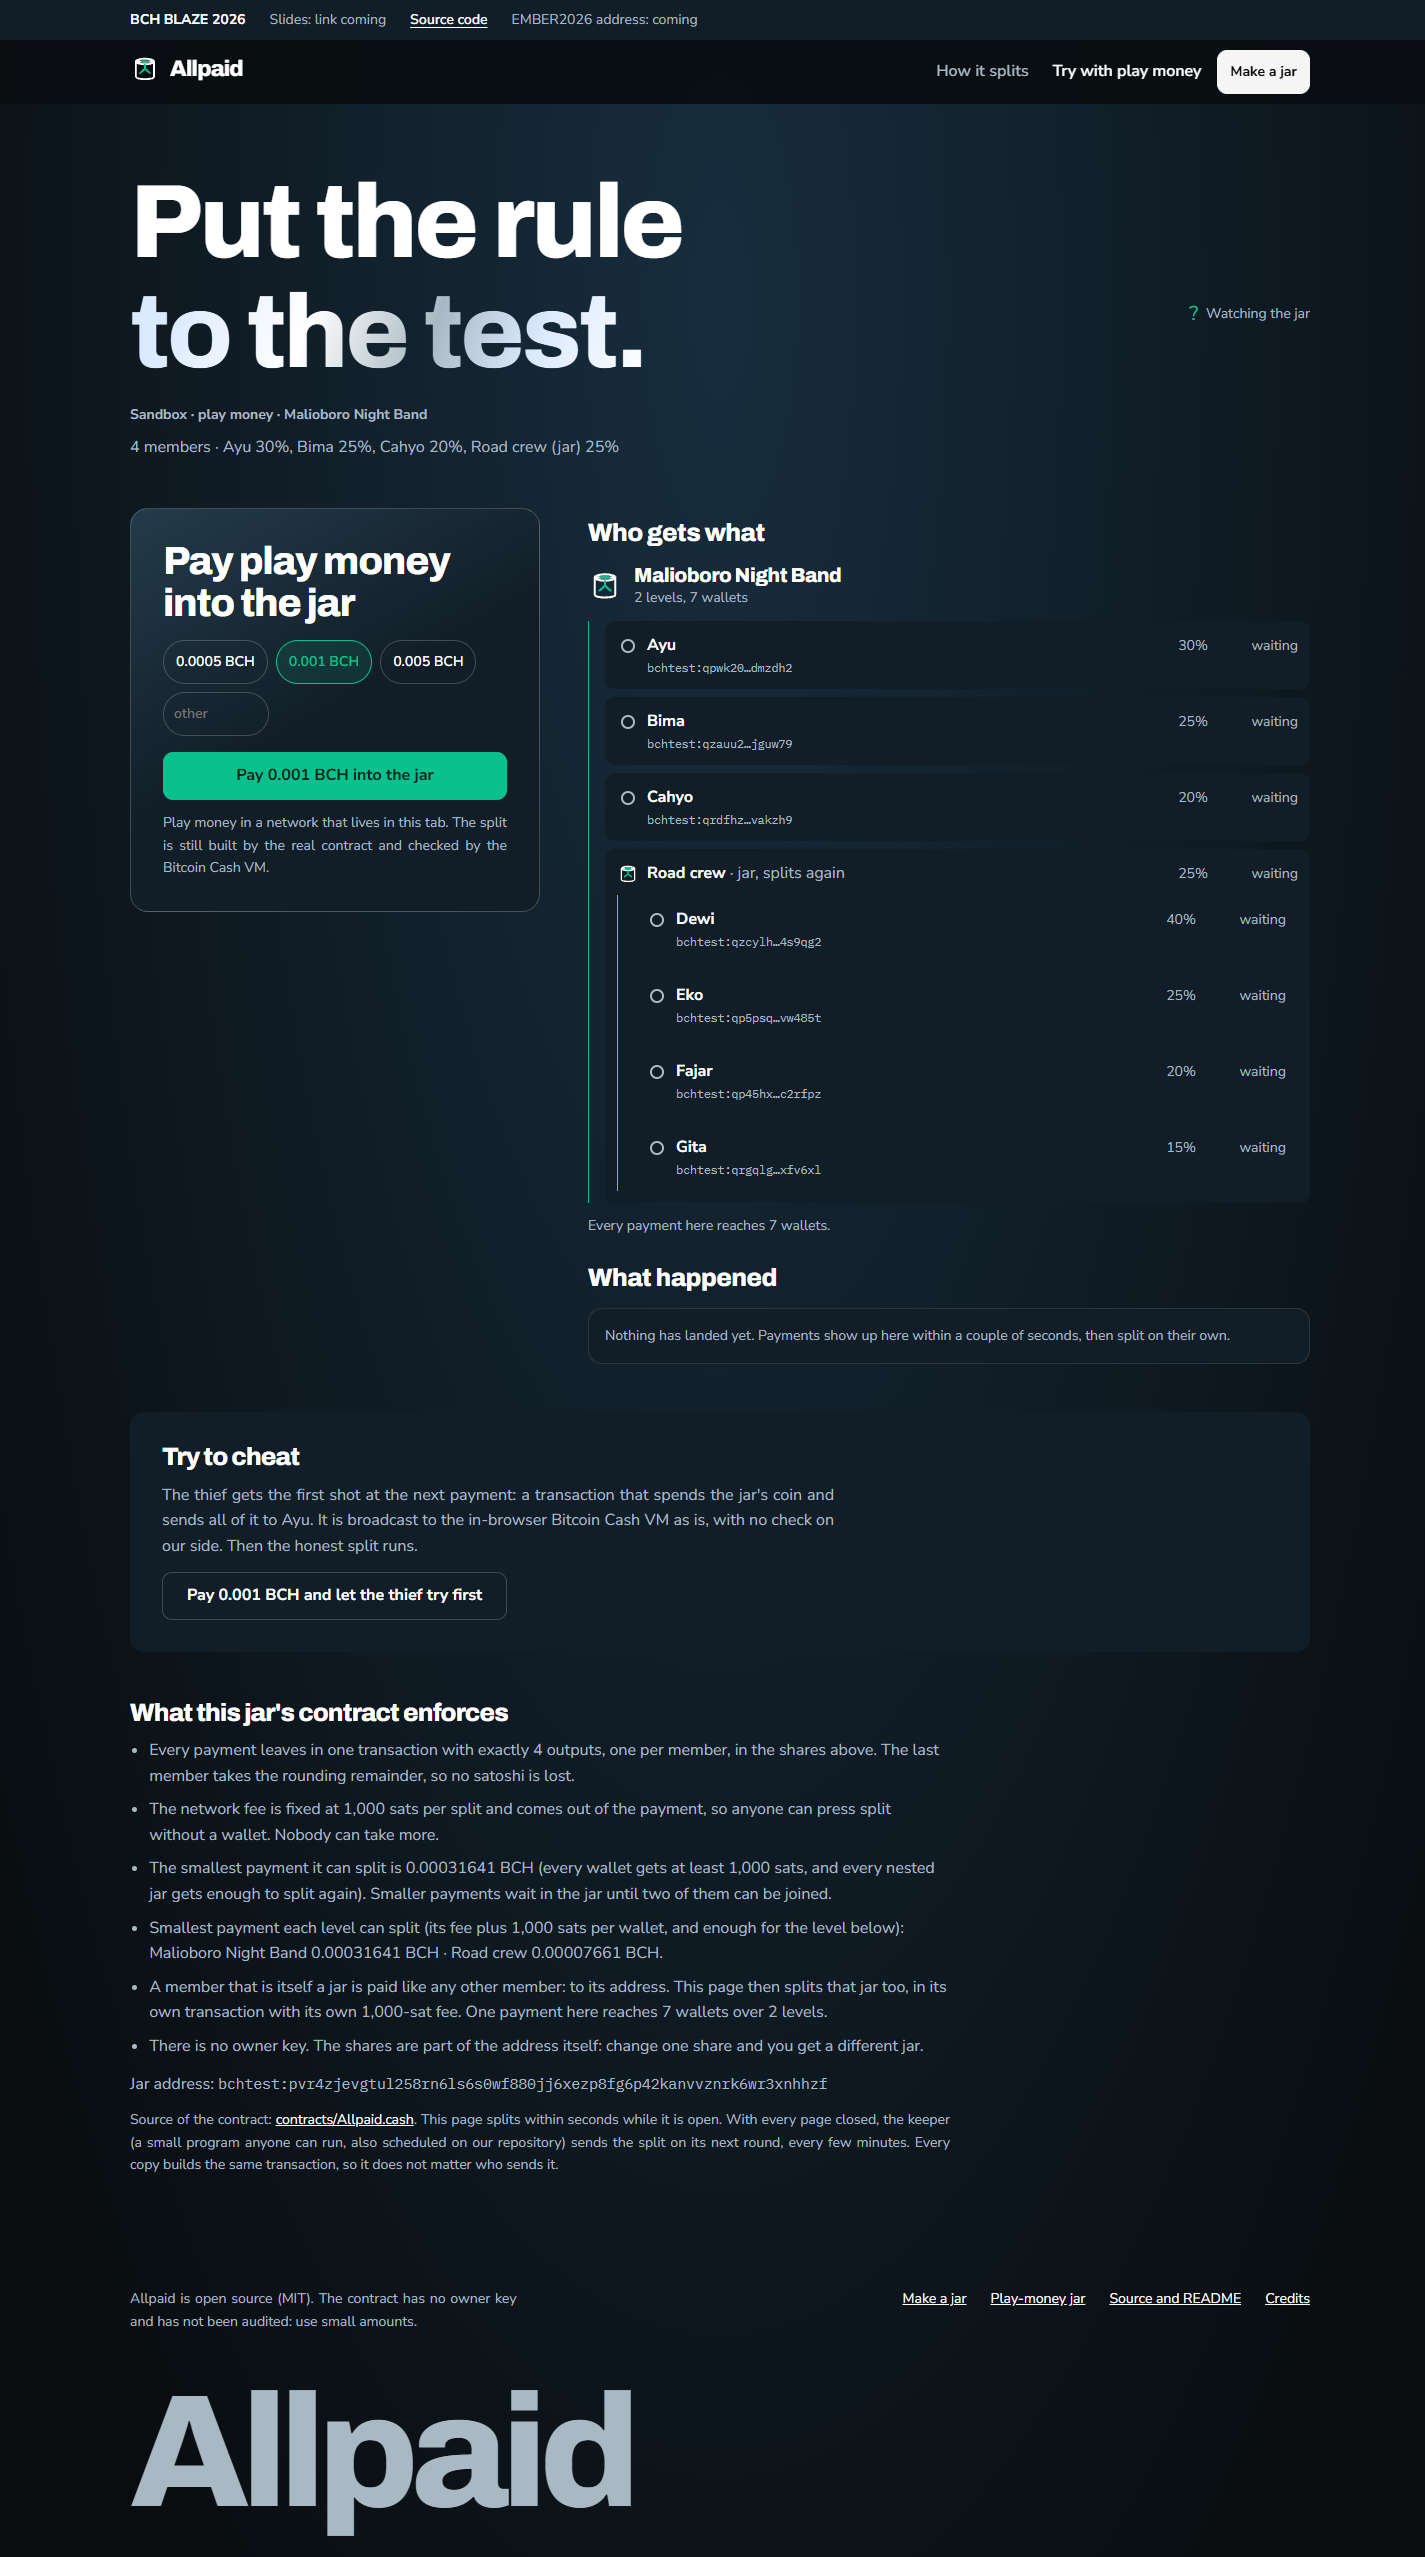 BCH BLAZE 2026 Slides: link coming Source code EMBER2026 address: coming
Allpaid
How it splits Try with play money Make a jar
Put the rule
to the test.
? Watching the jar
Sandbox · play money · Malioboro Night Band
4 members · Ayu 30%, Bima 25%, Cahyo 20%, Road crew (jar) 25%
Pay play money
into the jar
0.0005 BCH 0.001 BCH 0.005 BCH
other
Pay 0.001 BCH into the jar
Play money in a network that lives in this tab. The split
is still built by the real contract and checked by the
Bitcoin Cash VM.
Who gets what
Malioboro Night Band
2 levels, 7 wallets
Ayu 30% waiting
bchtest:qpwk20…dmzdh2
Bima 25% waiting
bchtest:qzauu2…jguw79
Cahyo 20% waiting
bchtest:qrdfhz…vakzh9
Road crew · jar, splits again 25% waiting
Dewi 40% waiting
bchtest:qzcylh…4s9qg2
Eko 25% waiting
bchtest:qp5psq…vw485t
Fajar 20% waiting
bchtest:qp45hx…c2rfpz
Gita 15% waiting
bchtest:qrgqlg…xfv6xl
Every payment here reaches 7 wallets.
What happened
Nothing has landed yet. Payments show up here within a couple of seconds, then split on their own.
Try to cheat
The thief gets the first shot at the next payment: a transaction that spends the jar's coin and
sends all of it to Ayu. It is broadcast to the in-browser Bitcoin Cash VM as is, with no check on
our side. Then the honest split runs.
Pay 0.001 BCH and let the thief try first
What this jar's contract enforces
• Every payment leaves in one transaction with exactly 4 outputs, one per member, in the shares above. The last
member takes the rounding remainder, so no satoshi is lost.
• The network fee is fixed at 1,000 sats per split and comes out of the payment, so anyone can press split
without a wallet. Nobody can take more.
• The smallest payment it can split is 0.00031641 BCH (every wallet gets at least 1,000 sats, and every nested
jar gets enough to split again). Smaller payments wait in the jar until two of them can be joined.
• Smallest payment each level can split (its fee plus 1,000 sats per wallet, and enough for the level below):
Malioboro Night Band 0.00031641 BCH · Road crew 0.00007661 BCH.
• A member that is itself a jar is paid like any other member: to its address. This page then splits that jar too, in its
own transaction with its own 1,000-sat fee. One payment here reaches 7 wallets over 2 levels.
• There is no owner key. The shares are part of the address itself: change one share and you get a different jar.
Jar address: bchtest:pvr4zjevgtul258rn6ls6s0wf880jj6xezp8fg6p42kanvvznrk6wr3xnhhzf
Source of the contract: contracts/Allpaid.cash. This page splits within seconds while it is open. With every page closed, the keeper
(a small program anyone can run, also scheduled on our repository) sends the split on its next round, every few minutes. Every
copy builds the same transaction, so it does not matter who sends it.
Allpaid is open source (MIT). The contract has no owner key
and has not been audited: use small amounts.
Make a jar Play-money jar Source and README Credits
Allpaid